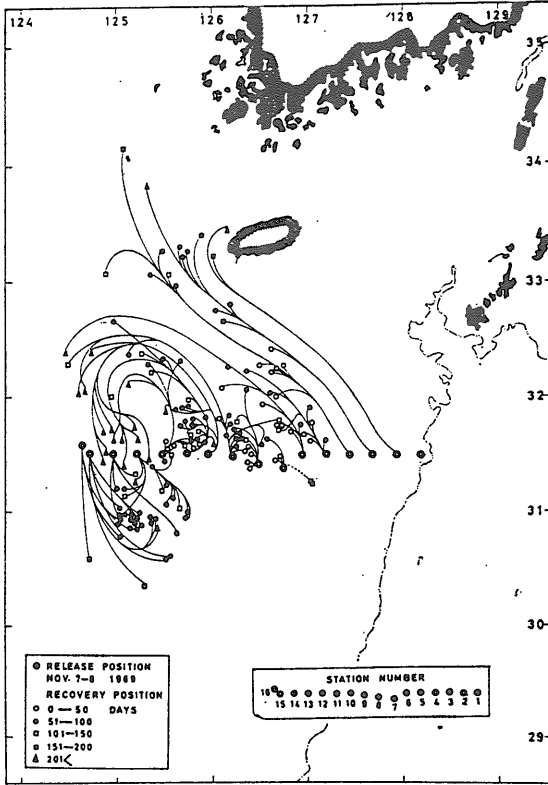 124 125 126 127 128 129
35
34
33
32
31
30
29
RELEASE POSITION
NOV. 7-8 1969
RECOVERY POSITION
0 — 50 DAYS
51—100
101—150
151—200
201<
STATION NUMBER
16
15 14 13 12 11 10 9 8 7 6 5 4 3 2 1